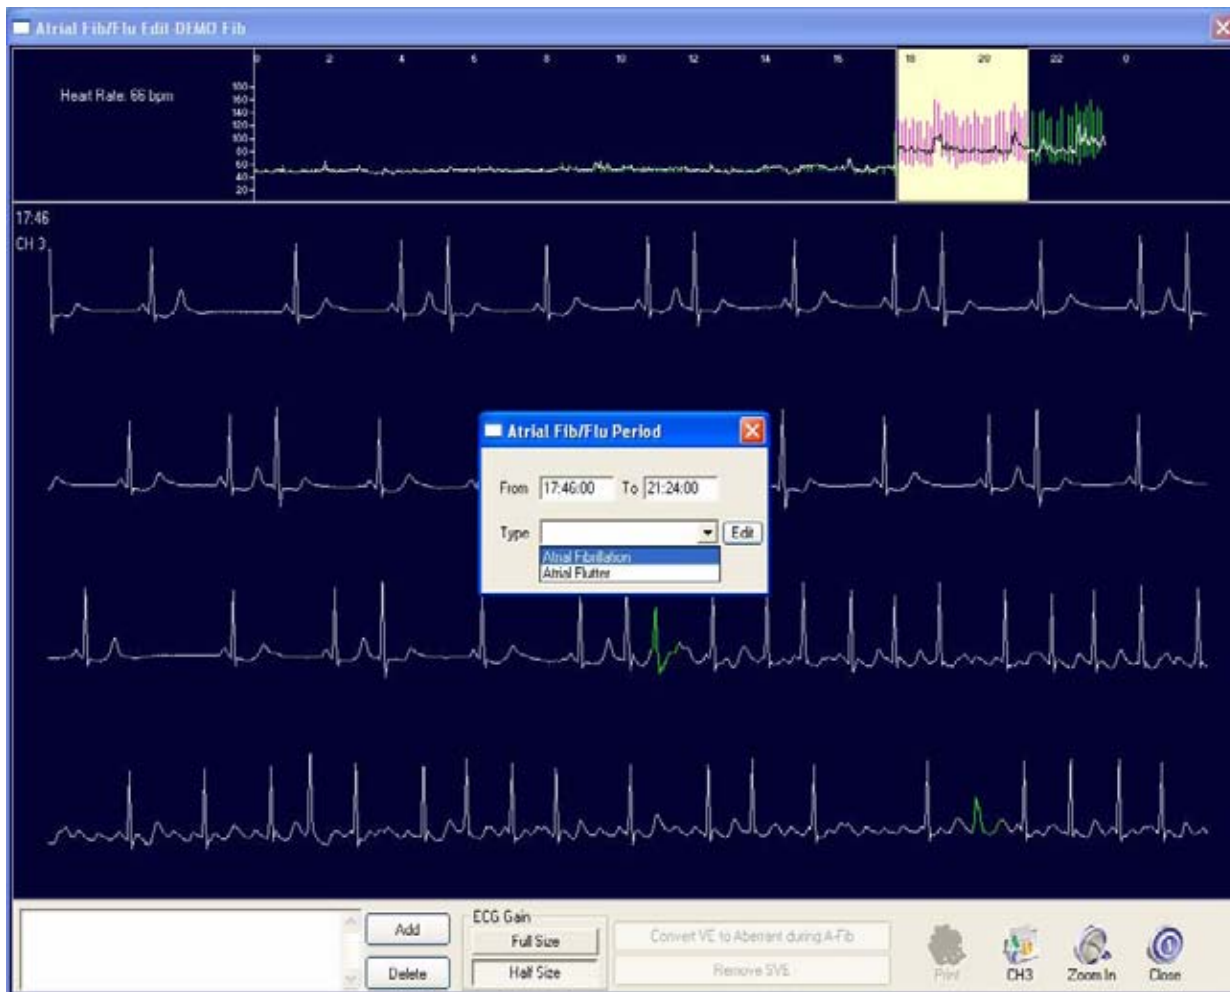 Atrial Fib/Flu Edit-DEMO Fib
0 2 4 6 8 10 12 14 16 18 20 22 0
Heart Rate: 66 bpm
180
160
140
120
100
80
60
40
20
17:46
CH 3
Atrial Fib/Flu Period
From 17:46:00 To 21:24:00
Type Edit
Atrial Fibrillation
Atrial Flutter
Add
Delete
ECG Gain
Full Size
Half Size
Convert VE to Aberrant during A-Fib
Remove SVE
Print CH3 Zoom In Close